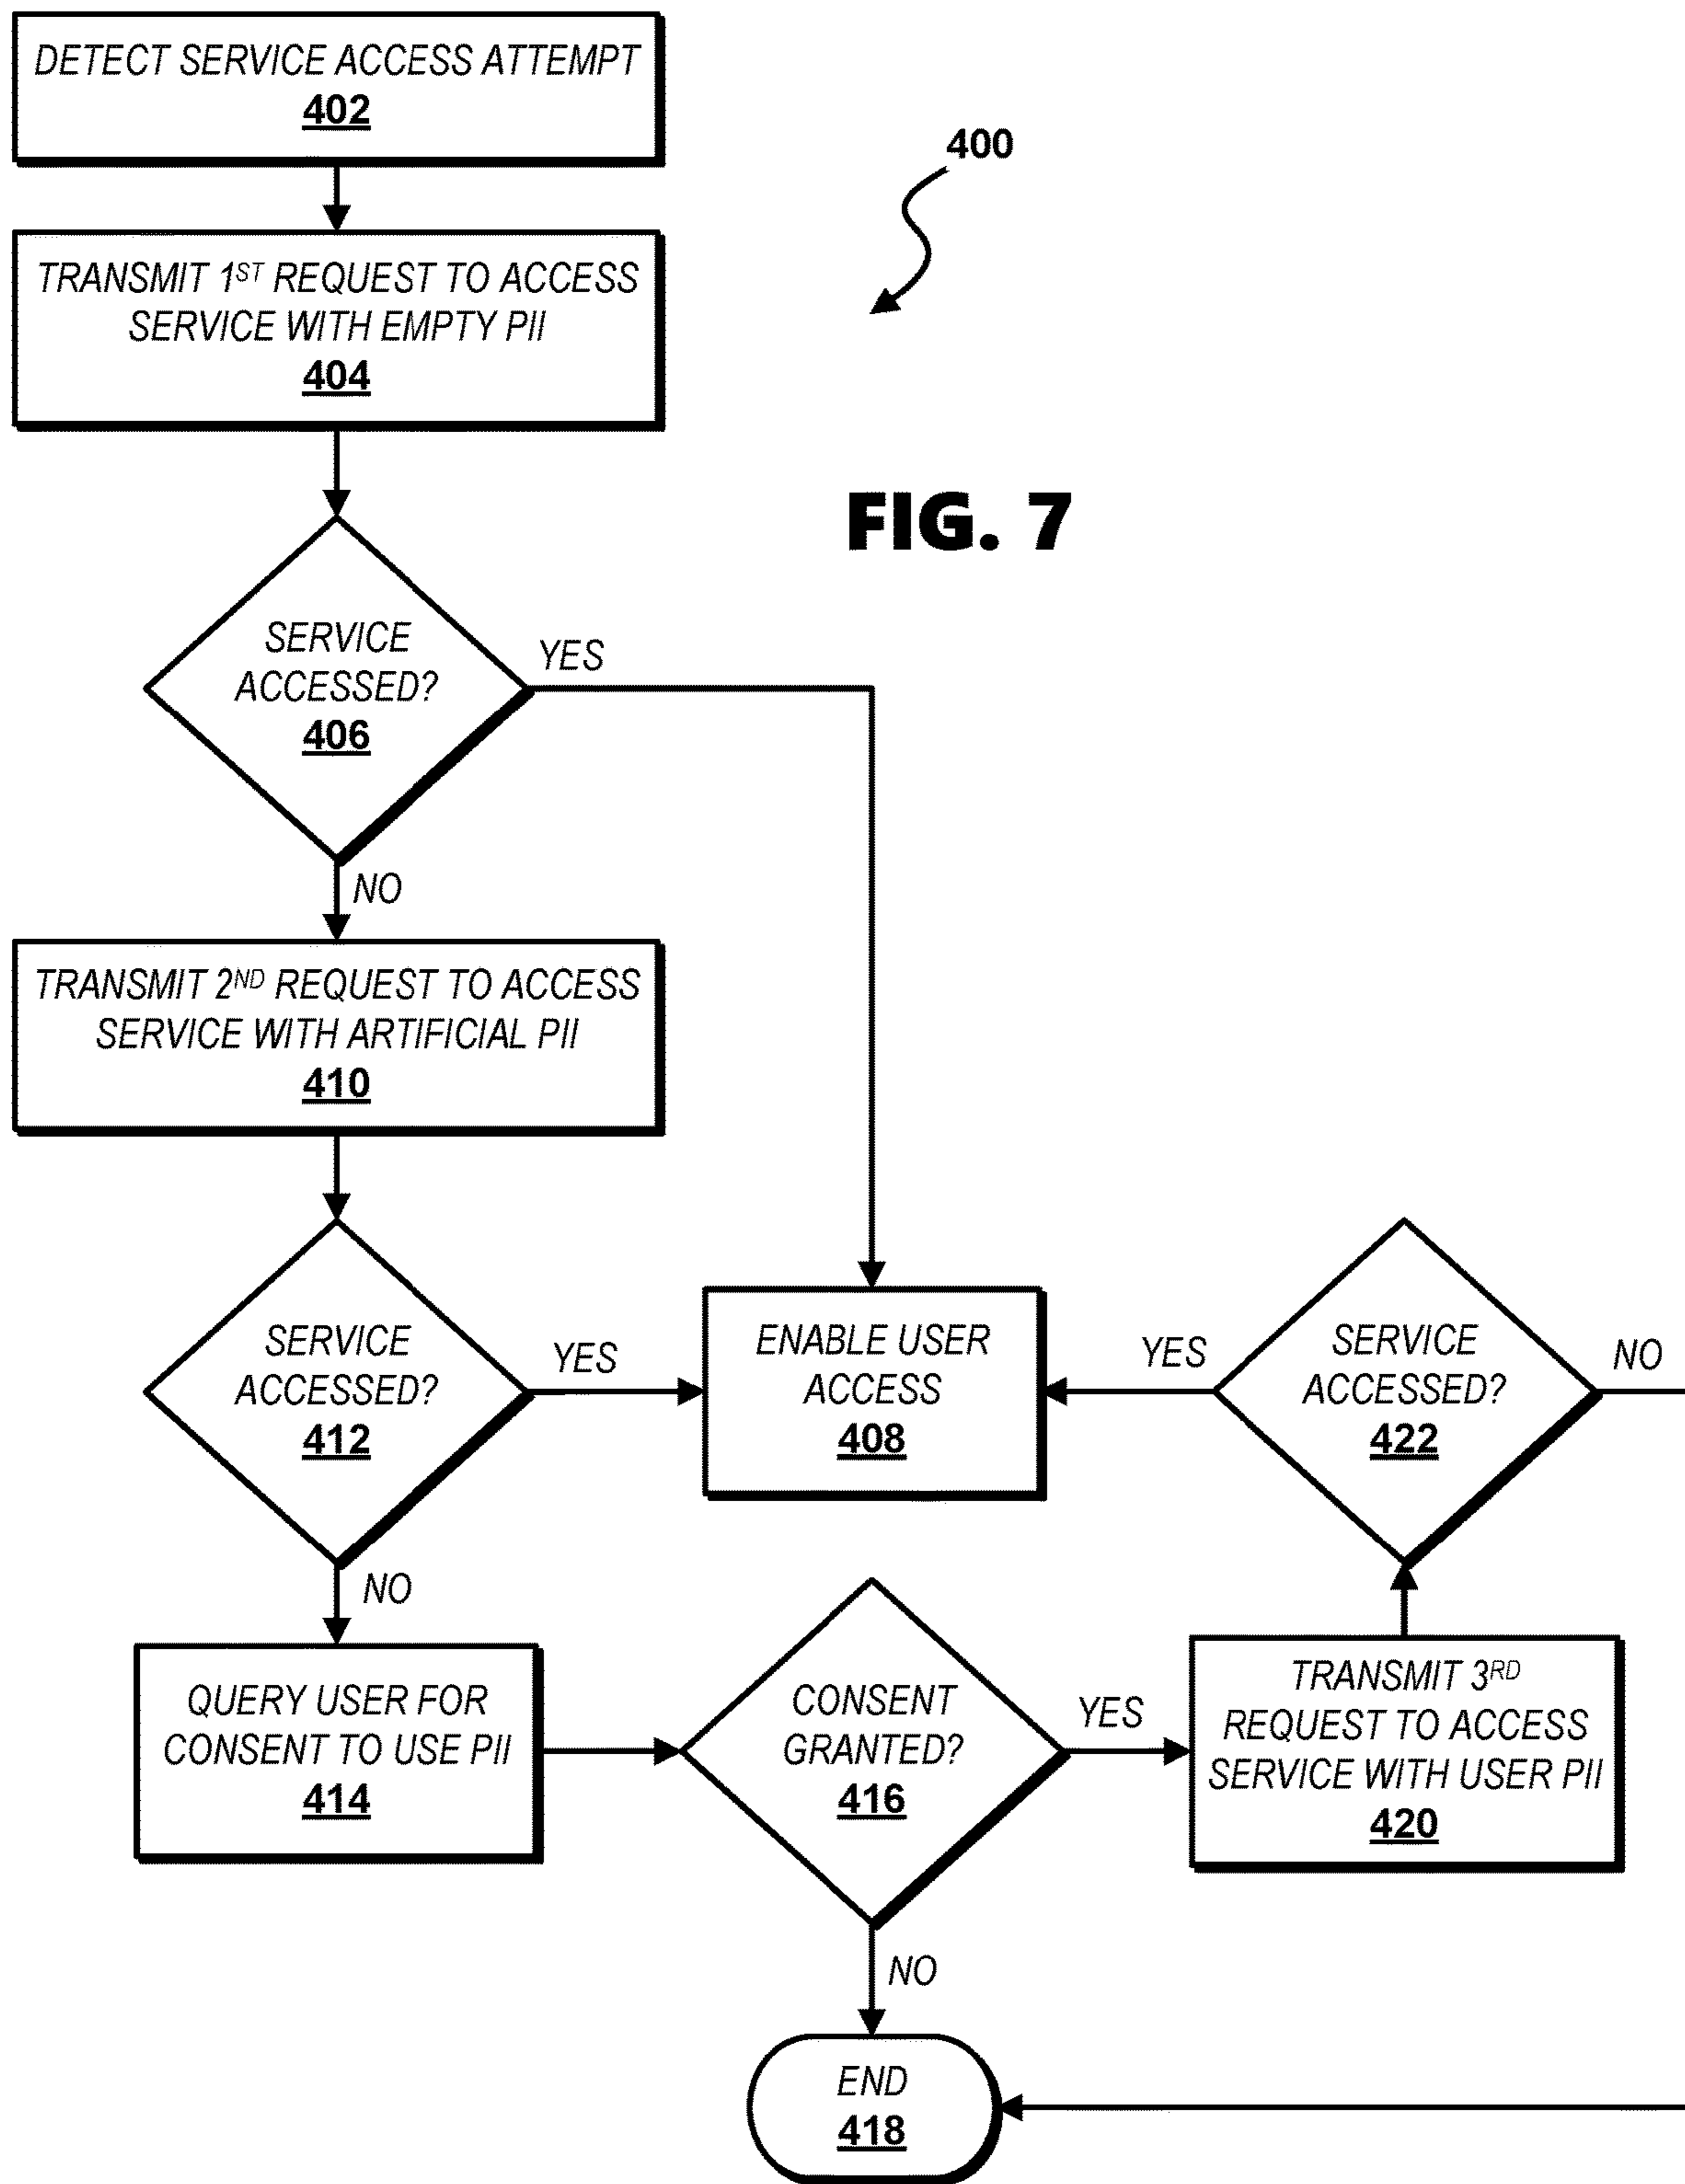 DETECT SERVICE ACCESS ATTEMPT
402
400
TRANSMIT 1ST REQUEST TO ACCESS
SERVICE WITH EMPTY PII
404
FIG. 7
SERVICE
ACCESSED?
406
YES
NO
TRANSMIT 2ND REQUEST TO ACCESS
SERVICE WITH ARTIFICIAL PII
410
SERVICE
ACCESSED?
412
YES
NO
ENABLE USER
ACCESS
408
YES
SERVICE
ACCESSED?
422
NO
QUERY USER FOR
CONSENT TO USE PII
414
CONSENT
GRANTED?
416
YES
NO
TRANSMIT 3RD
REQUEST TO ACCESS
SERVICE WITH USER PII
420
END
418